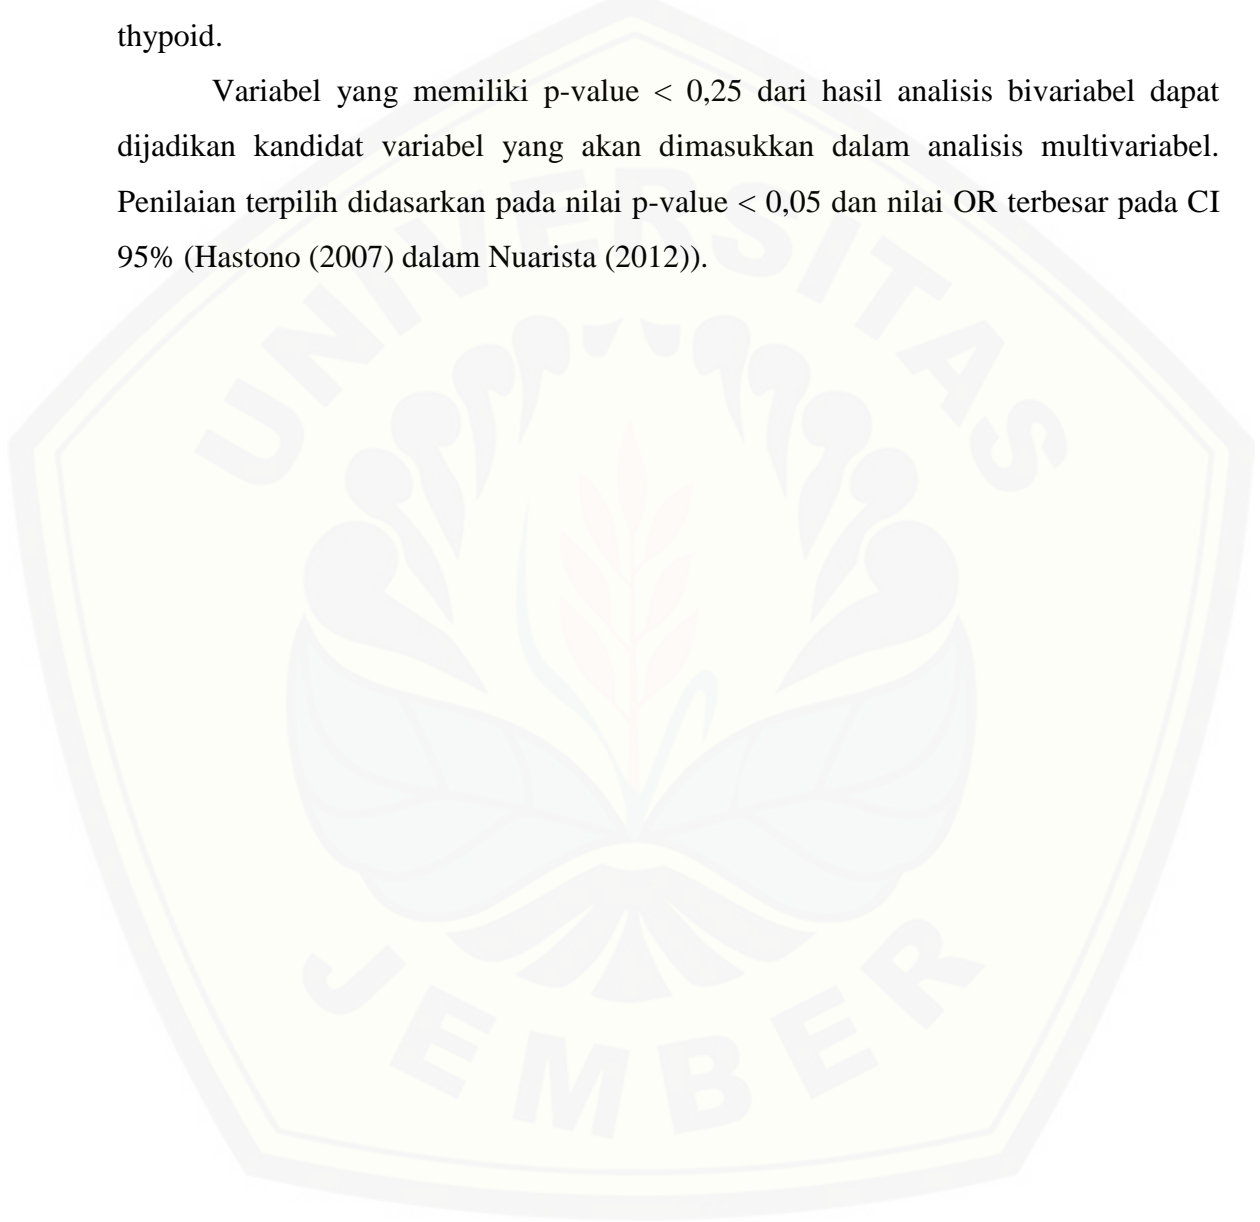 thypoid.
Variabel yang memiliki p-value < 0,25 dari hasil analisis bivariabel dapat
dijadikan kandidat variabel yang akan dimasukkan dalam analisis multivariabel.
Penilaian terpilih didasarkan pada nilai p-value < 0,05 dan nilai OR terbesar pada CI
95% (Hastono (2007) dalam Nuarista (2012)).
UNIVERSITAS
JEMBER